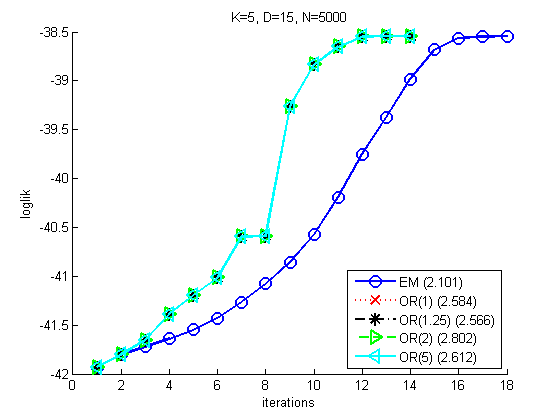 K=5, D=15, N=5000
-38.5
-39
-39.5
-40
-40.5
-41
-41.5
-42
loglik
0 2 4 6 8 10 12 14 16 18
iterations
EM (2.101)
OR(1) (2.584)
OR(1.25) (2.566)
OR(2) (2.802)
OR(5) (2.612)